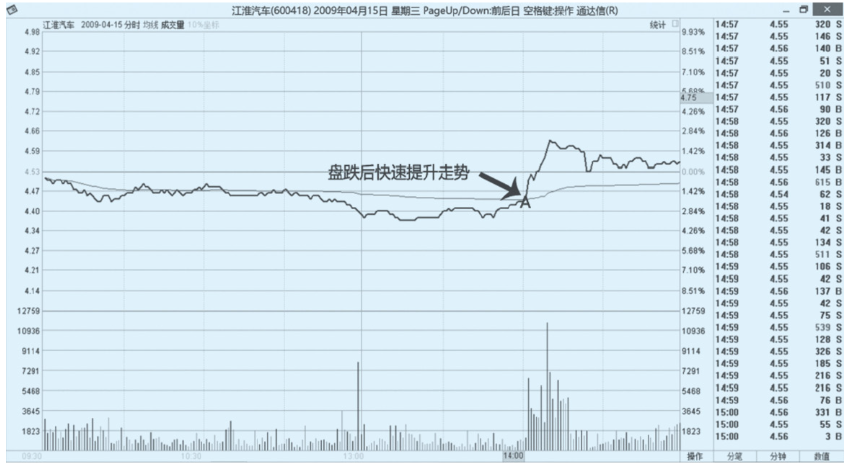 江淮汽车(600418) 2009年04月15日 星期三 PageUp/Down:前后日 空格键:操作 通达信(R)
江淮汽车 2009-04-15 分时 均线 成交量 10%坐标 统计
4.98 9.93%
4.92 8.51%
4.85 7.10%
4.79 5.68%
4.75
4.72 4.26%
4.66 2.84%
4.59 1.42%
4.53 0.00%
4.47 1.42%
4.40 2.84%
4.34 4.26%
4.27 5.68%
4.21 7.10%
4.14 8.51%
12759 12759
10936 10936
9114 9114
7291 7291
5468 5468
3645 3645
1823 1823
盘跌后快速提升走势
A
09:30 10:30 13:00 14:00 操作 分笔 分钟 数值
14:57 4.55 320 S
14:57 4.55 146 S
14:57 4.56 140 B
14:57 4.55 51 S
14:57 4.55 20 S
14:57 4.55 510 S
14:57 4.55 117 S
14:57 4.56 90 B
14:58 4.55 320 S
14:58 4.56 126 B
14:58 4.55 314 B
14:58 4.55 33 S
14:58 4.55 145 B
14:58 4.56 615 B
14:58 4.54 62 S
14:58 4.55 18 S
14:58 4.55 41 S
14:58 4.55 42 S
14:58 4.55 134 S
14:58 4.55 511 S
14:59 4.55 106 S
14:59 4.55 42 S
14:59 4.56 137 B
14:59 4.55 42 S
14:59 4.55 75 S
14:59 4.55 539 S
14:59 4.55 128 S
14:59 4.55 326 S
14:59 4.55 185 S
14:59 4.55 216 S
14:59 4.55 216 S
14:59 4.56 76 B
15:00 4.56 331 B
15:00 4.55 55 S
15:00 4.56 3 B